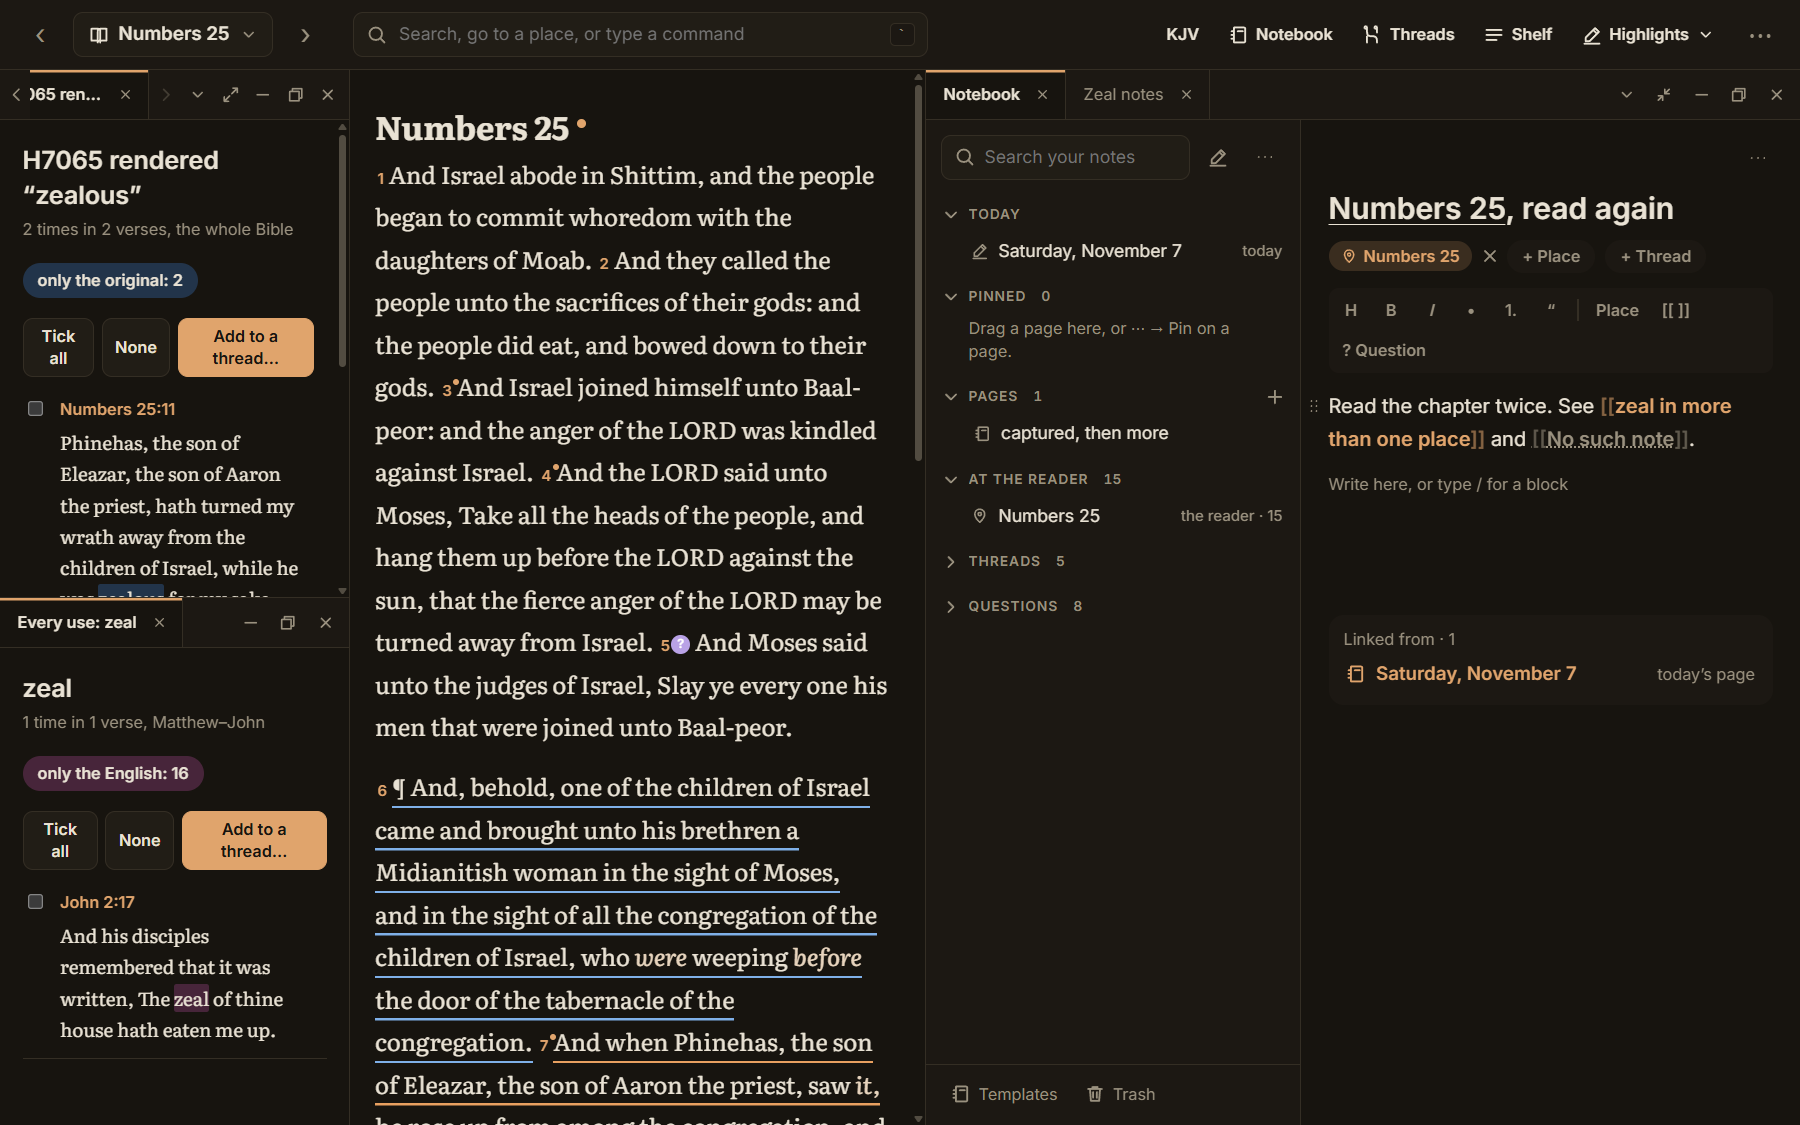 Numbers 25
Search, go to a place, or type a command
`
KJV
Notebook
Threads
Shelf
Highlights
065 ren...
H7065 rendered
“zealous”
2 times in 2 verses, the whole Bible
only the original: 2
Tick all
None
Add to a thread...
Numbers 25:11
Phinehas, the son of
Eleazar, the son of Aaron
the priest, hath turned my
wrath away from the
children of Israel, while he
Every use: zeal
zeal
1 time in 1 verse, Matthew–John
only the English: 16
Tick all
None
Add to a thread...
John 2:17
And his disciples
remembered that it was
written, The zeal of thine
house hath eaten me up.
Numbers 25
1 And Israel abode in Shittim, and the people
began to commit whoredom with the
daughters of Moab. 2 And they called the
people unto the sacrifices of their gods: and
the people did eat, and bowed down to their
gods. 3 And Israel joined himself unto Baal-
peor: and the anger of the LORD was kindled
against Israel. 4 And the LORD said unto
Moses, Take all the heads of the people, and
hang them up before the LORD against the
sun, that the fierce anger of the LORD may be
turned away from Israel. 5 ? And Moses said
unto the judges of Israel, Slay ye every one his
men that were joined unto Baal-peor.
6 ¶ And, behold, one of the children of Israel
came and brought unto his brethren a
Midianitish woman in the sight of Moses,
and in the sight of all the congregation of the
children of Israel, who were weeping before
the door of the tabernacle of the
congregation. 7 And when Phinehas, the son
of Eleazar, the son of Aaron the priest, saw it,
he rose up from among the congregation, and
Notebook
Zeal notes
Search your notes
TODAY
Saturday, November 7 today
PINNED 0
Drag a page here, or ··· → Pin on a
page.
PAGES 1
captured, then more
AT THE READER 15
Numbers 25 the reader · 15
THREADS 5
QUESTIONS 8
Templates
Trash
Numbers 25, read again
Numbers 25
+ Place
+ Thread
H B I • 1. “ Place [[ ]]
? Question
Read the chapter twice. See [[zeal in more
than one place]] and [[No such note]].
Write here, or type / for a block
Linked from · 1
Saturday, November 7 today’s page